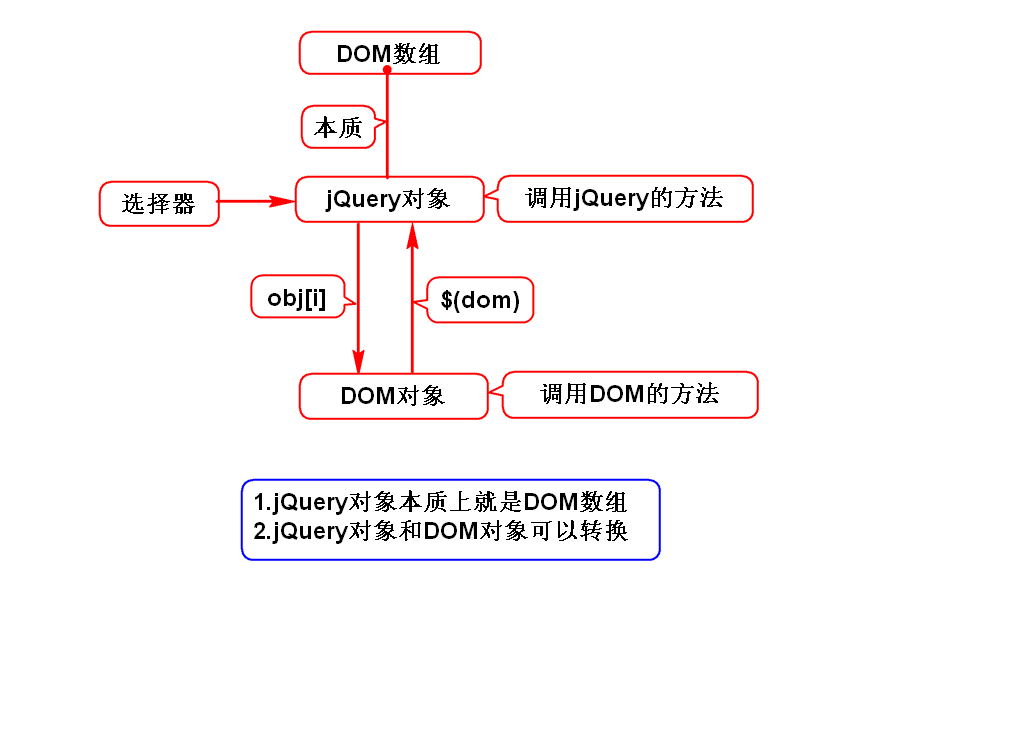 DOM数组
本质
选择器
jQuery对象
调用jQuery的方法
obj[i]
$(dom)
DOM对象
调用DOM的方法
1.jQuery对象本质上就是DOM数组
2.jQuery对象和DOM对象可以转换